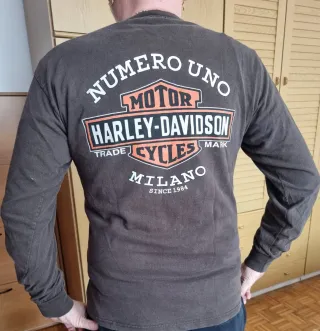 NUMERO UNO
MOTOR
HARLEY-DAVIDSON
TRADE MARK
CYCLES
MILANO
SINCE 1984